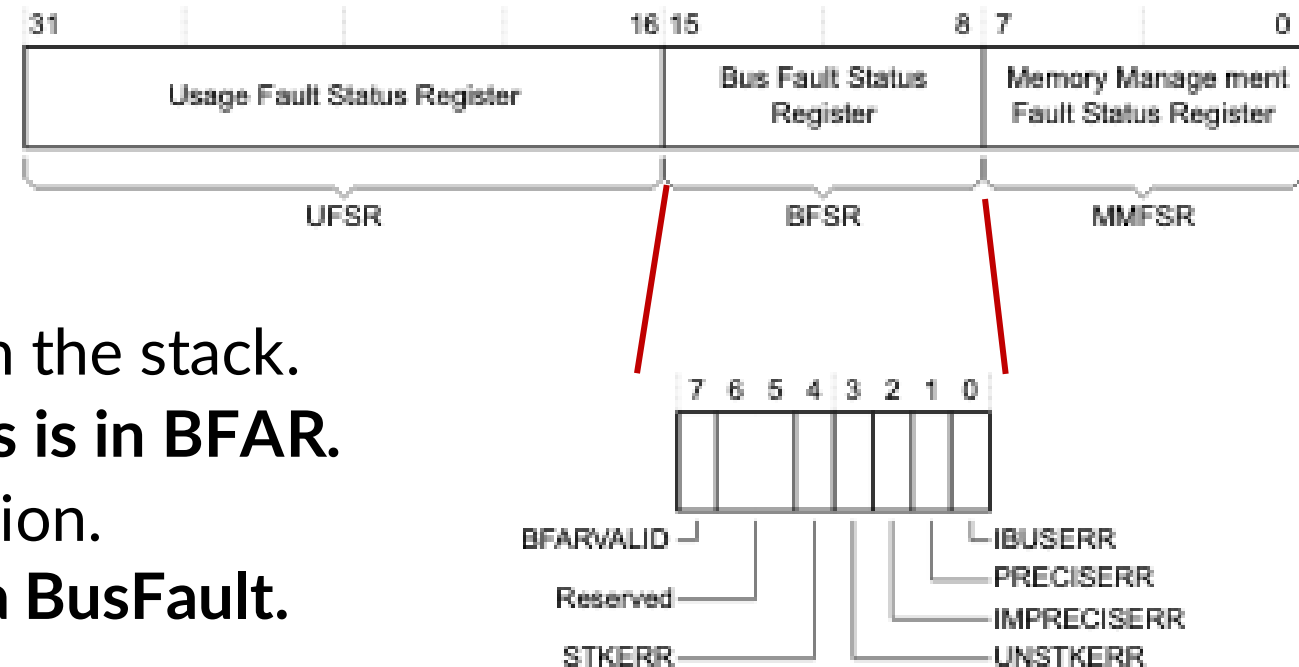 31 16 15 8 7 0
Usage Fault Status Register
Bus Fault Status
Register
Memory Manage ment
Fault Status Register
UFSR BFSR MMFSR
n the stack.
s is in BFAR.
ion.
a BusFault.
7 6 5 4 3 2 1 0
BFARVALID
Reserved
STKERR
IBUSERR
PRECISERR
IMPRECISERR
UNSTKERR